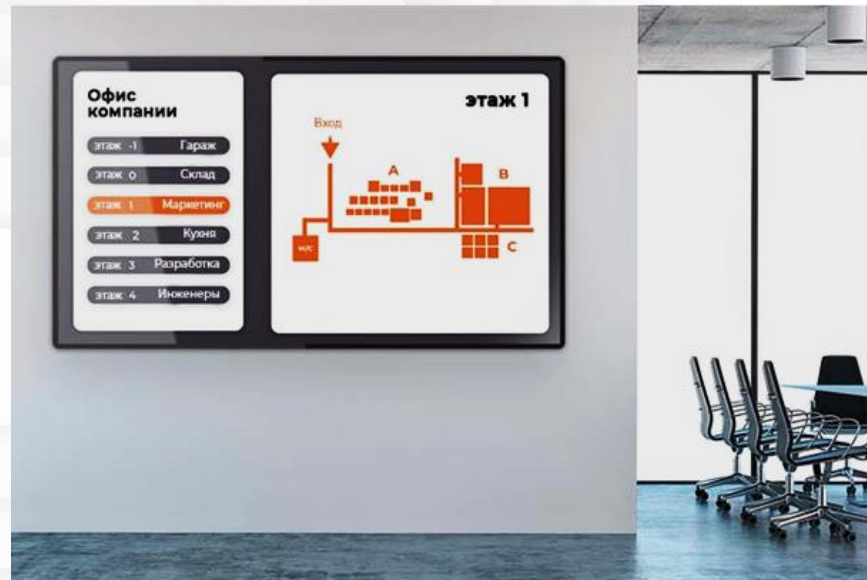 Офис
компании
этаж -1 Гараж
этаж 0 Склад
этаж 1 Маркетинг
этаж 2 Кухня
этаж 3 Разработка
этаж 4 Инженеры
этаж 1
Вход
A
B
C
w/c